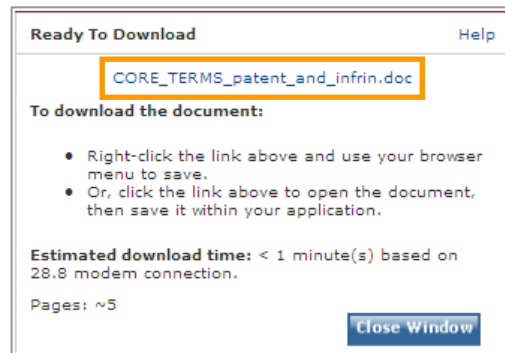 Ready To Download Help
CORE_TERMS_patent_and_infrin.doc
To download the document:
• Right-click the link above and use your browser
menu to save.
• Or, click the link above to open the document,
then save it within your application.
Estimated download time: < 1 minute(s) based on
28.8 modem connection.
Pages: ~5
Close Window